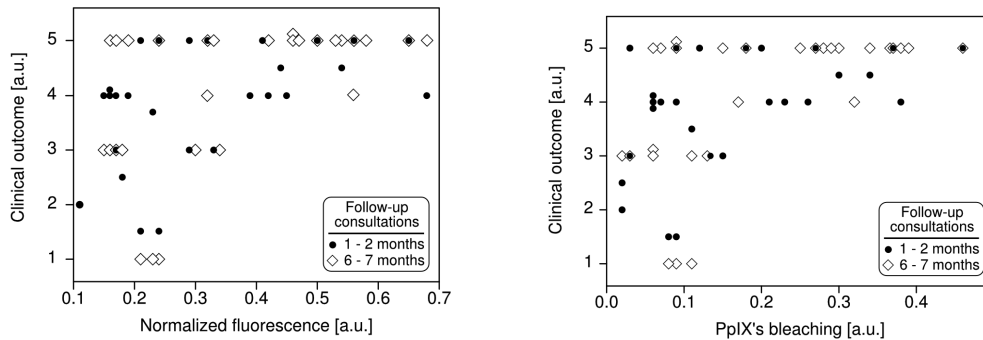 Clinical outcome [a.u.]
5
4
3
2
1
0.1 0.2 0.3 0.4 0.5 0.6 0.7
Normalized fluorescence [a.u.]
Follow-up
consultations
1 - 2 months
6 - 7 months
Clinical outcome [a.u.]
5
4
3
2
1
0.0 0.1 0.2 0.3 0.4
PpIX's bleaching [a.u.]
Follow-up
consultations
1 - 2 months
6 - 7 months